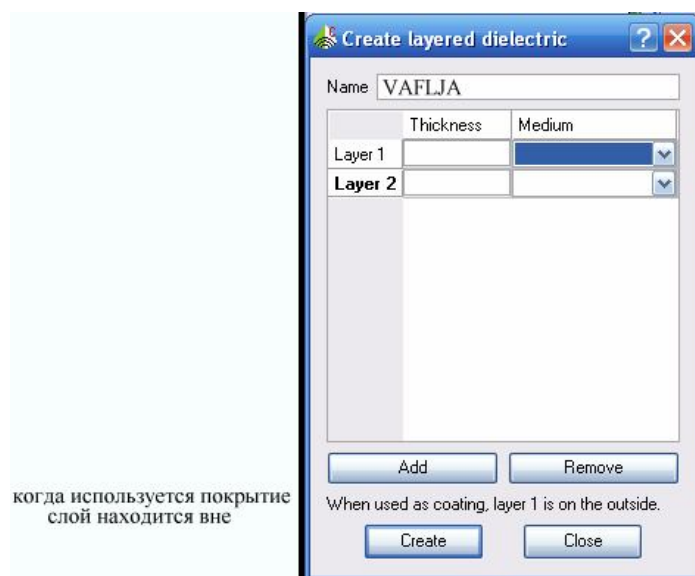 Create layered dielectric
Name VAFLJA
Thickness Medium
Layer 1
Layer 2
Add Remove
когда используется покрытие
слой находится вне
When used as coating, layer 1 is on the outside.
Create Close